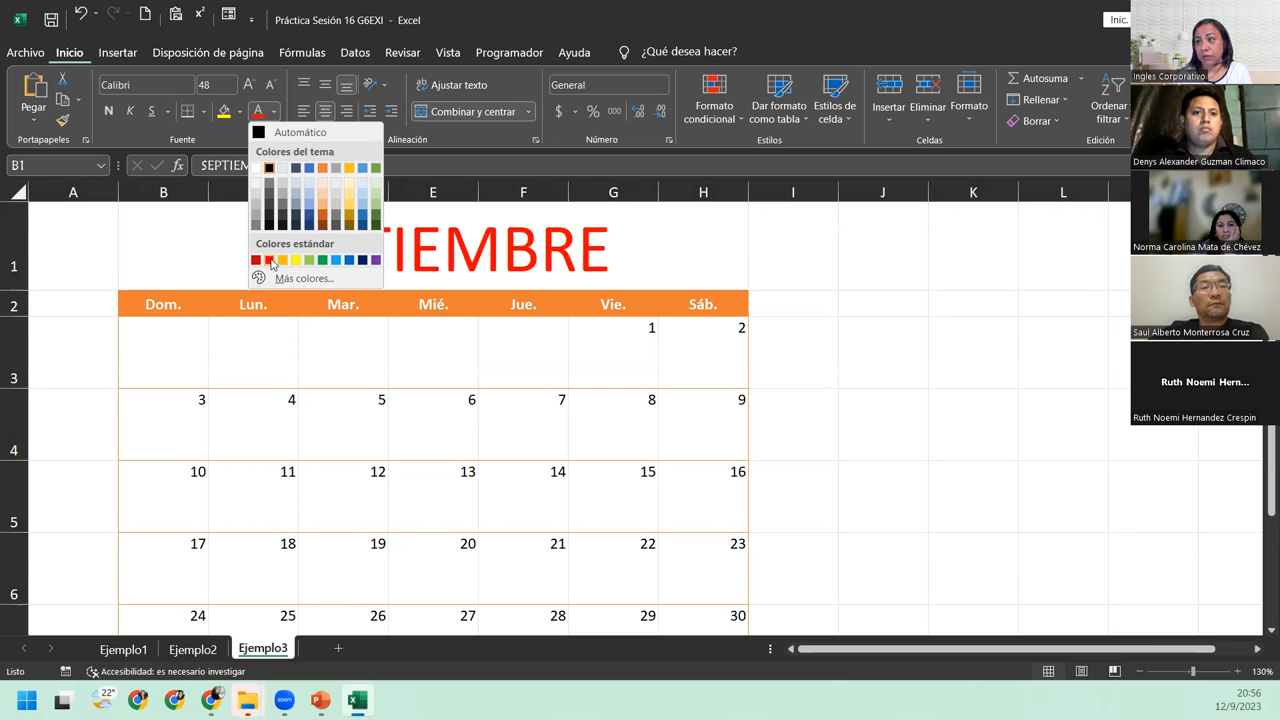 Práctica Sesión 16 G6EXI - Excel
Inic.
Archivo Inicio Insertar Disposición de página Fórmulas Datos Revisar Vista Programador Ayuda ¿Qué desea hacer?
Pegar
Calibri 48
N K S
Ajustar
Combinar y
General
Formato condicional
Dar formato como tabla
Estilos de celda
Insertar
Eliminar
Formato
Autosuma
Rellenar
Borrar
Ordenar
filtrar
Fuente Alineación Número Estilos Celdas Edición
Automático
Colores del tema
Colores estándar
Más colores...
B1 SEPTIEM
A B E F G H I J K L
1 TIEMBRE
2 Dom. Lun. Mar. Mié. Jue. Vie. Sáb.
3 1 2
4 3 4 5 6 7 8 9
5 10 11 12 13 14 15 16
6 17 18 19 20 21 22 23
24 25 26 27 28 29 30
Ejemplo1 Ejemplo2 Ejemplo3
Listo Accesibilidad: es necesario investigar 130%
22°
zoom
20:56
12/9/2023
Ingles Corporativo
Denys Alexander Guzman Climaco
Norma Carolina Mata de Chévez
Saul Alberto Monterrosa Cruz
Ruth Noemi Hern...
Ruth Noemi Hernandez Crespin